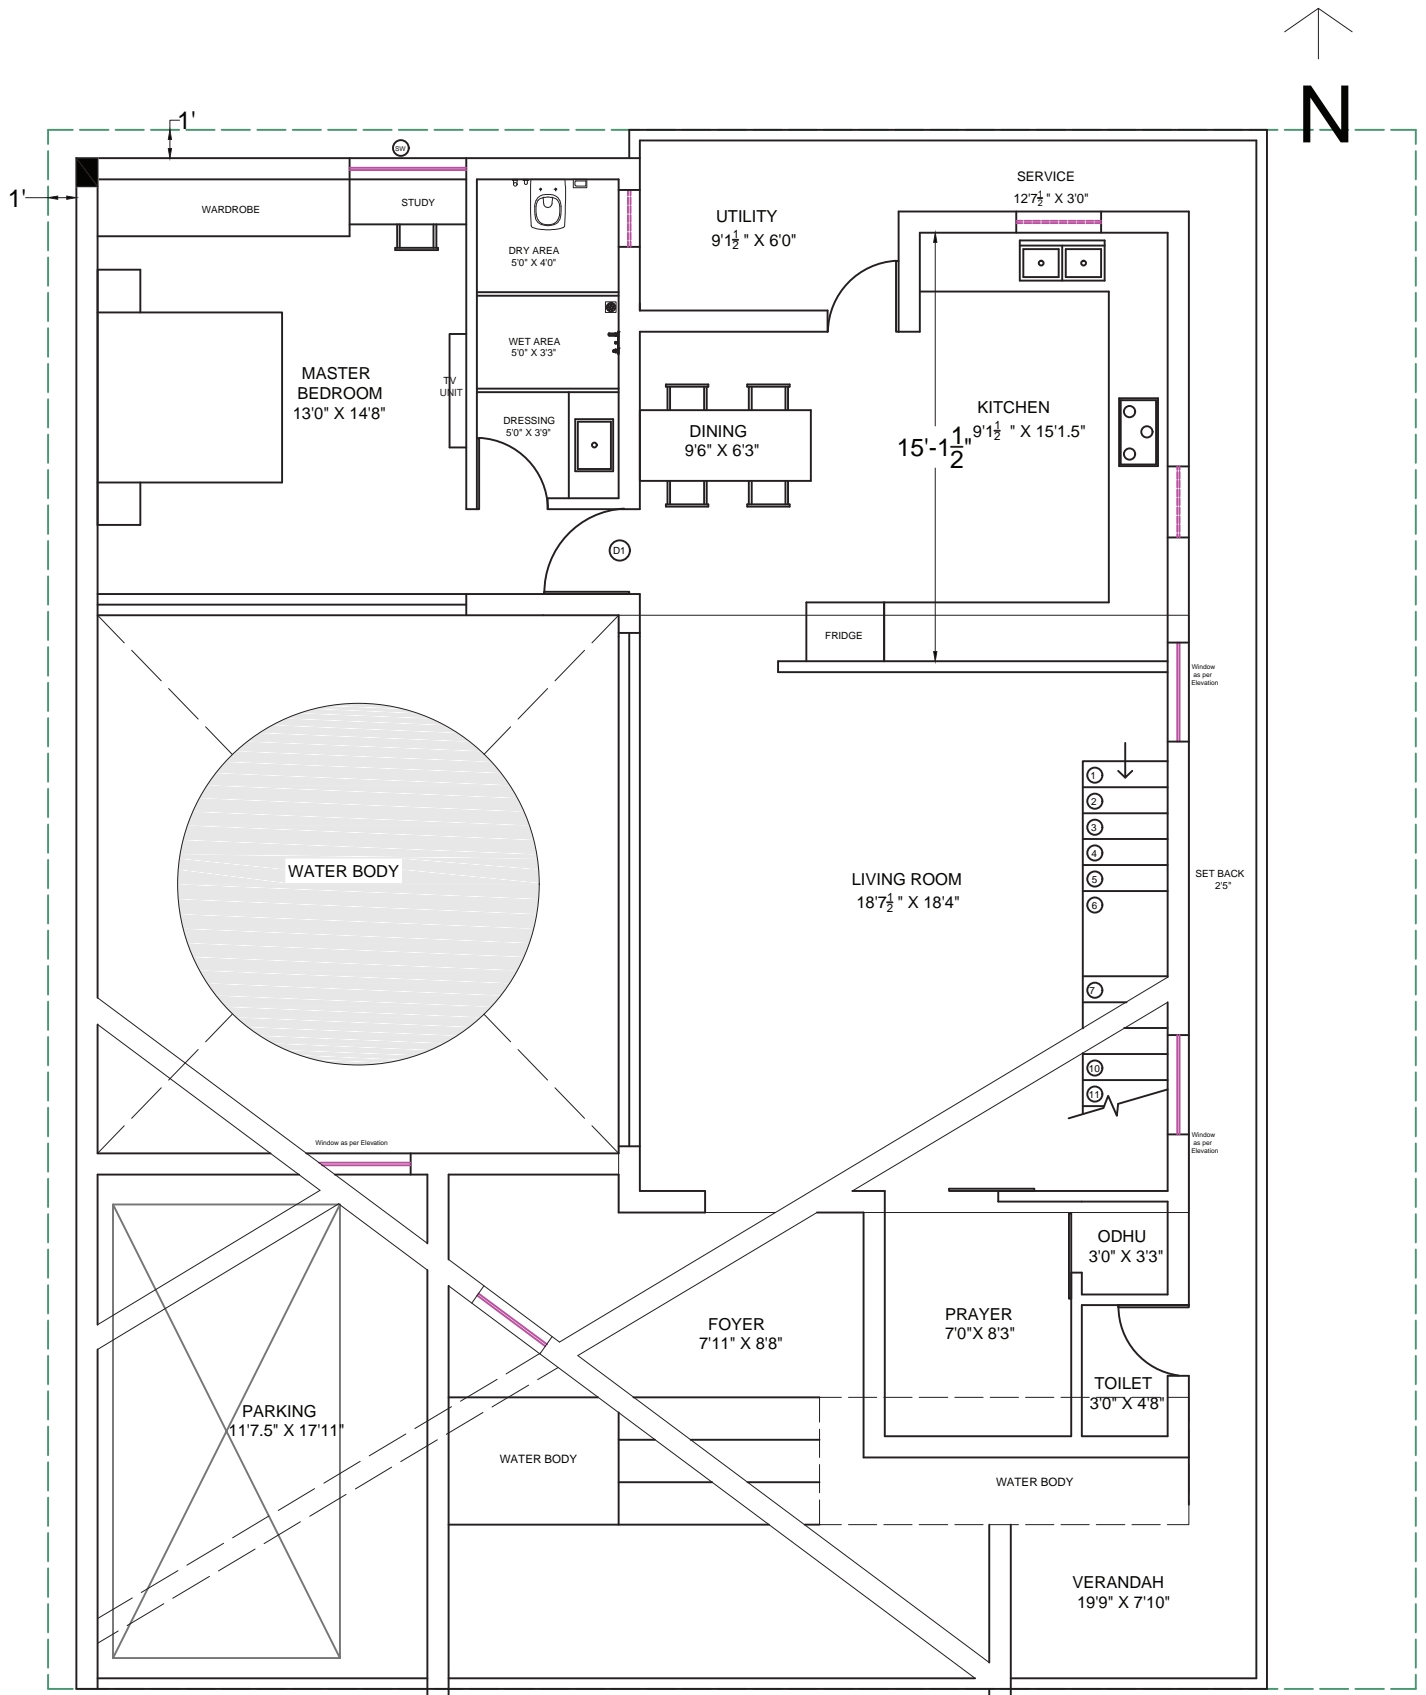 N
1'
1'
SW
SERVICE
12'7½" X 3'0"
WARDROBE
STUDY
UTILITY
9'1½" X 6'0"
DRY AREA
5'0" X 4'0"
WET AREA
5'0" X 3'3"
MASTER
BEDROOM
13'0" X 14'8"
TV
UNIT
DRESSING
5'0" X 3'9"
DINING
9'6" X 6'3"
KITCHEN
9'1½" X 15'1.5"
15'-1½"
D1
FRIDGE
Window
as per
Elevation
1
2
3
4
5
6
7
10
11
WATER BODY
LIVING ROOM
18'7½" X 18'4"
SET BACK
2'5"
Window as per Elevation
Window
as per
Elevation
ODHU
3'0" X 3'3"
FOYER
7'11" X 8'8"
PRAYER
7'0"X 8'3"
TOILET
3'0" X 4'8"
PARKING
11'7.5" X 17'11"
WATER BODY
WATER BODY
VERANDAH
19'9" X 7'10"